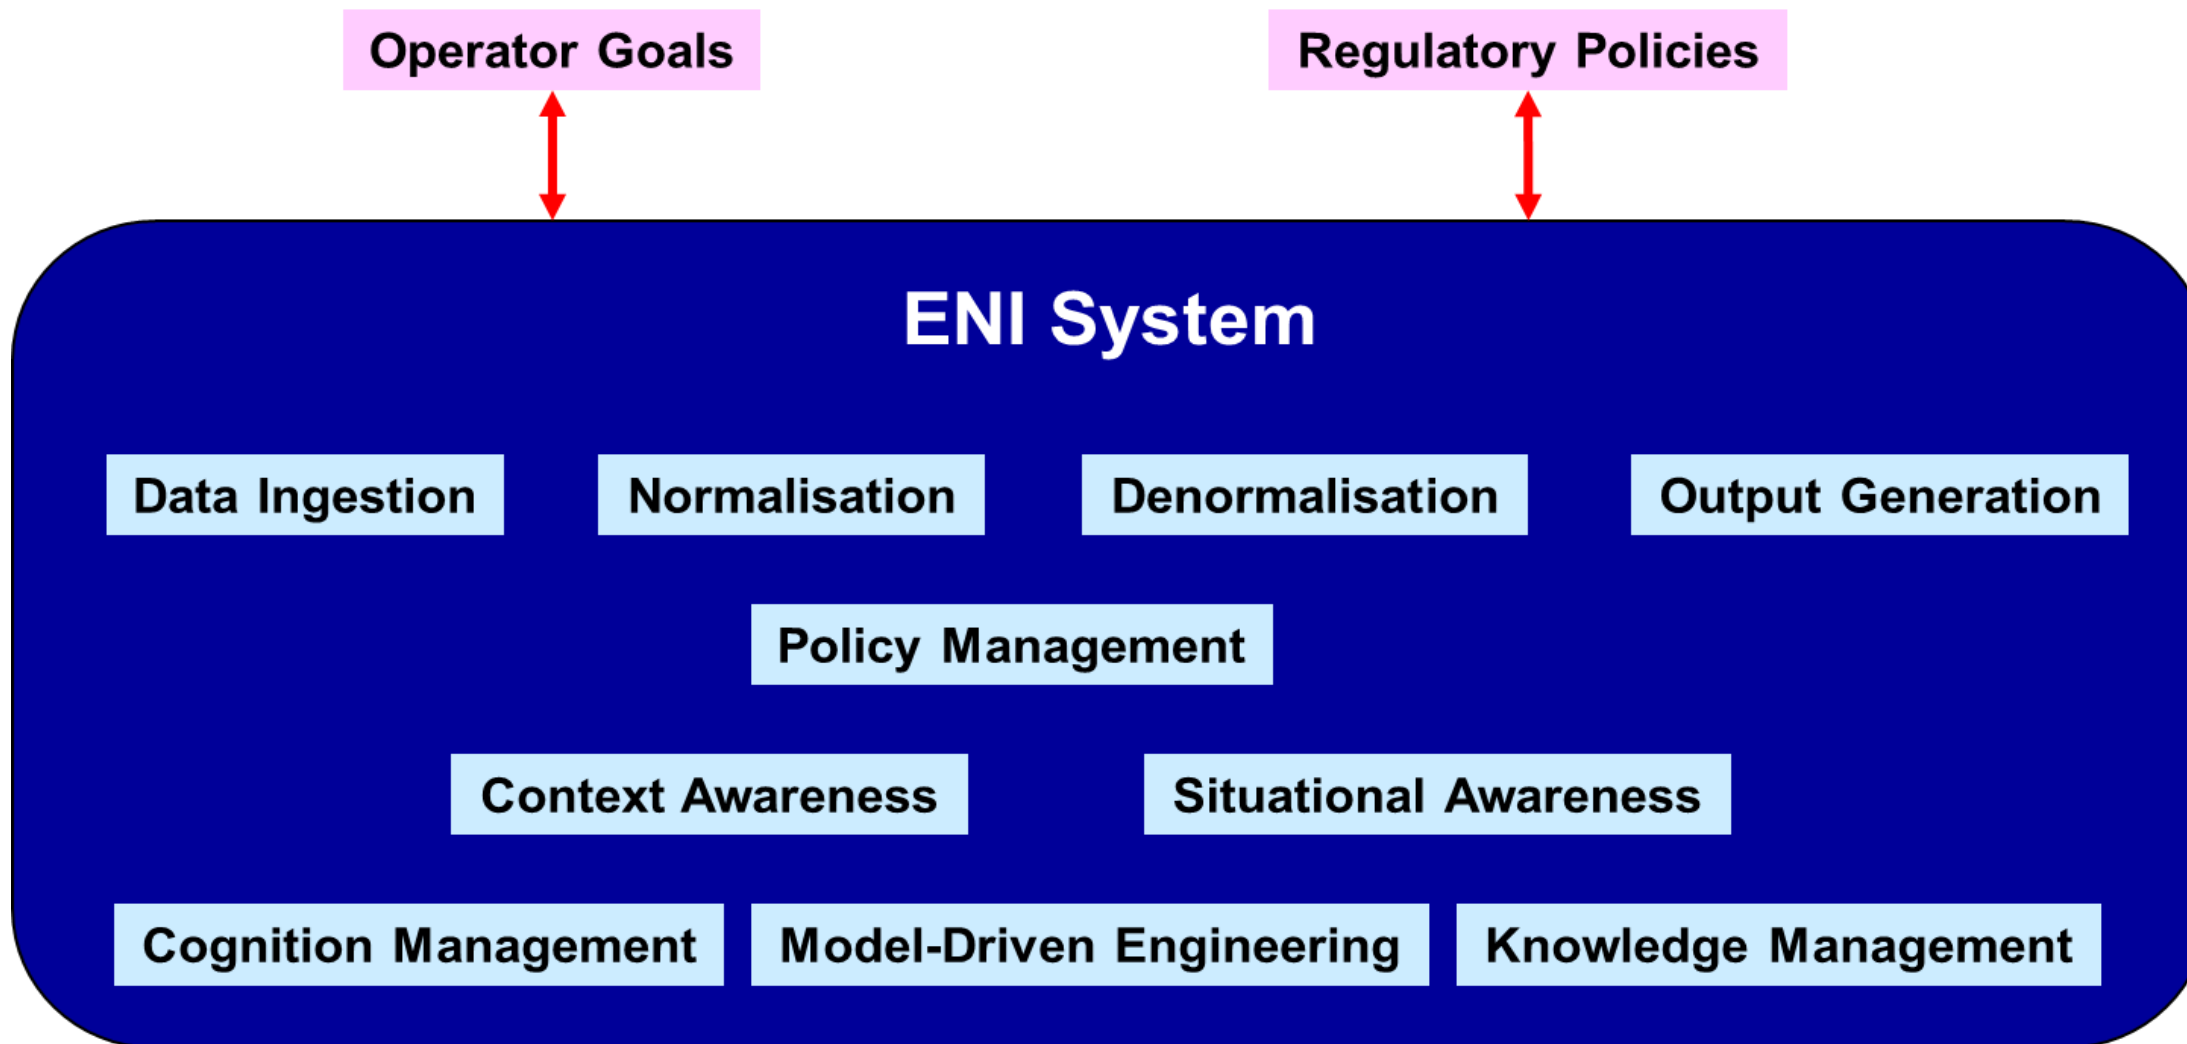 Operator Goals
Regulatory Policies
ENI System
Data Ingestion
Normalisation
Denormalisation
Output Generation
Policy Management
Context Awareness
Situational Awareness
Cognition Management
Model-Driven Engineering
Knowledge Management